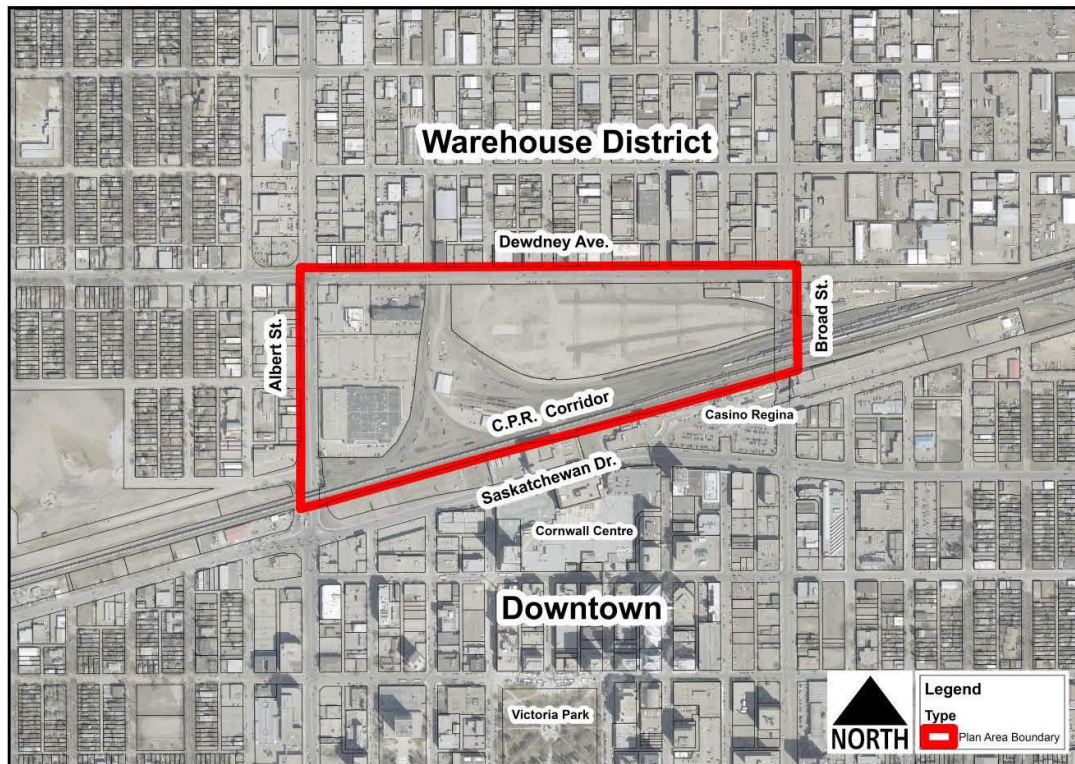 Warehouse District
Dewdney Ave.
Albert St.
Broad St.
C.P.R. Corridor
Casino Regina
Saskatchewan Dr.
Cornwall Centre
Downtown
Victoria Park
NORTH
Legend
Type
Plan Area Boundary